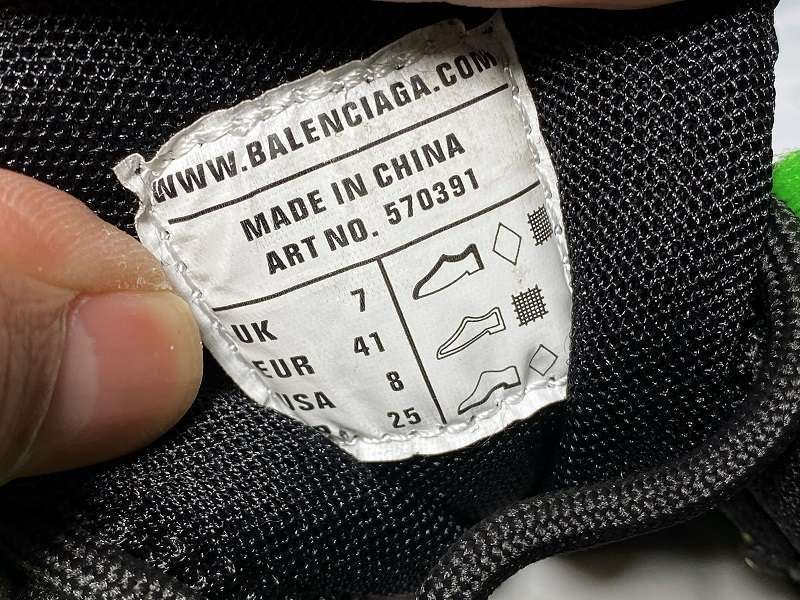 WWW.BALENCIAGA.COM
MADE IN CHINA
ART NO. 570391
UK 7
EUR 41
USA 8
25